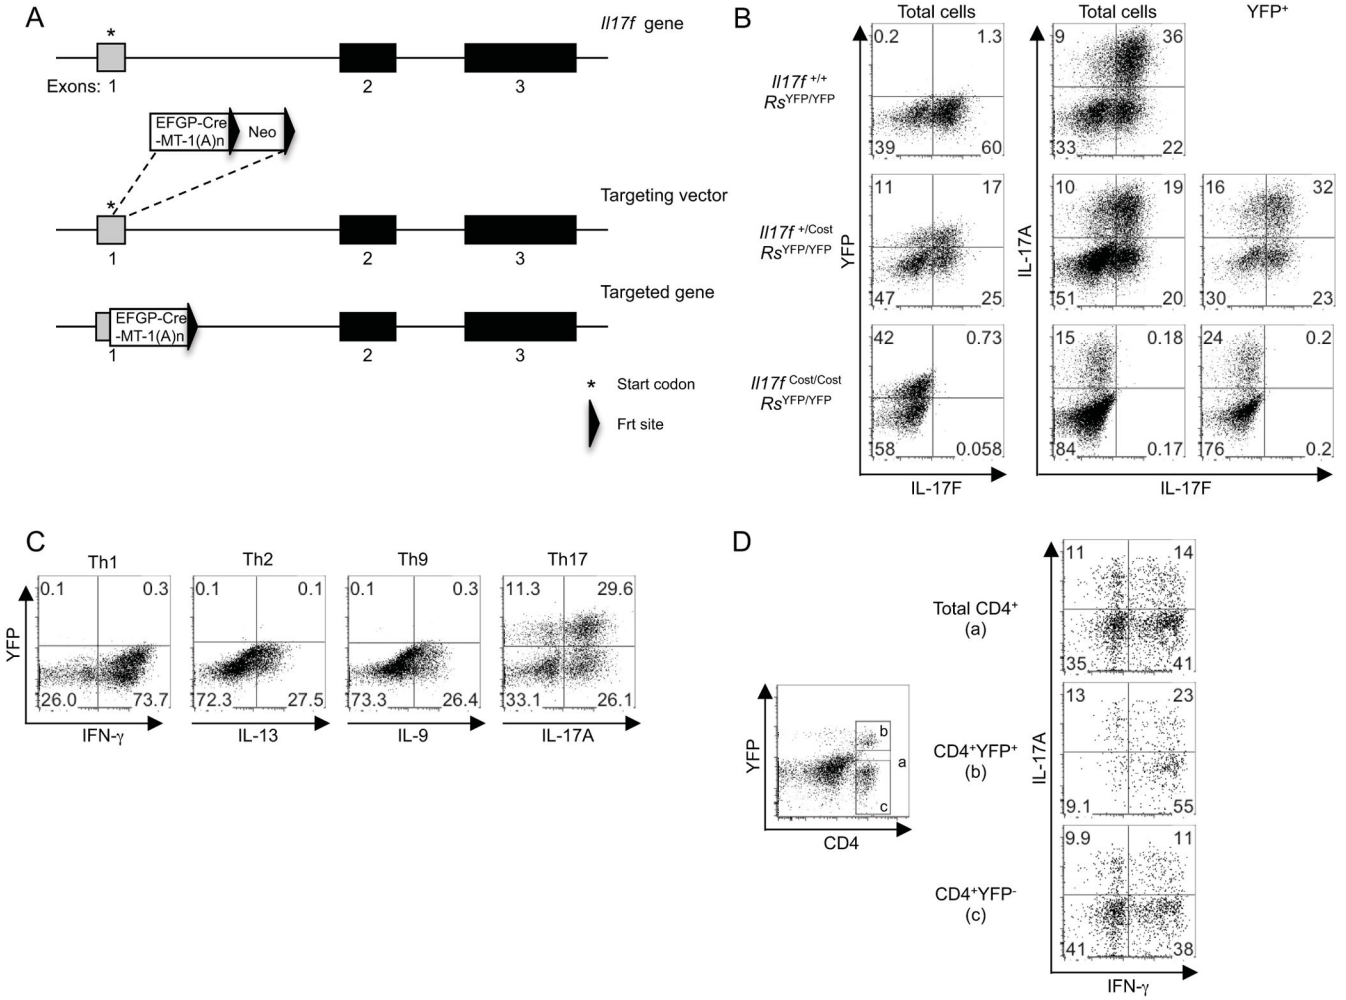 A
Il17f gene
*
Exons: 1
2
3
EFGP-Cre
-MT-1(A)n
Neo
Targeting vector
*
1
2
3
Targeted gene
EFGP-Cre
-MT-1(A)n
1
2
3
* Start codon
Frt site
B
Total cells
Total cells
YFP+
Il17f +/+
RsYFP/YFP
0.2 1.3
39 60
9 36
33 22
Il17f +/Cost
RsYFP/YFP
11 17
47 25
10 19
51 20
16 32
30 23
Il17f Cost/Cost
RsYFP/YFP
42 0.73
58 0.058
15 0.18
84 0.17
24 0.2
76 0.2
YFP
IL-17A
IL-17F
IL-17F
C
Th1
Th2
Th9
Th17
0.1 0.3
26.0 73.7
0.1 0.1
72.3 27.5
0.1 0.3
73.3 26.4
11.3 29.6
33.1 26.1
YFP
IFN-γ
IL-13
IL-9
IL-17A
D
YFP
CD4
b
a
c
Total CD4+
(a)
11 14
35 41
CD4+YFP+
(b)
13 23
9.1 55
CD4+YFP-
(c)
9.9 11
41 38
IL-17A
IFN-γ